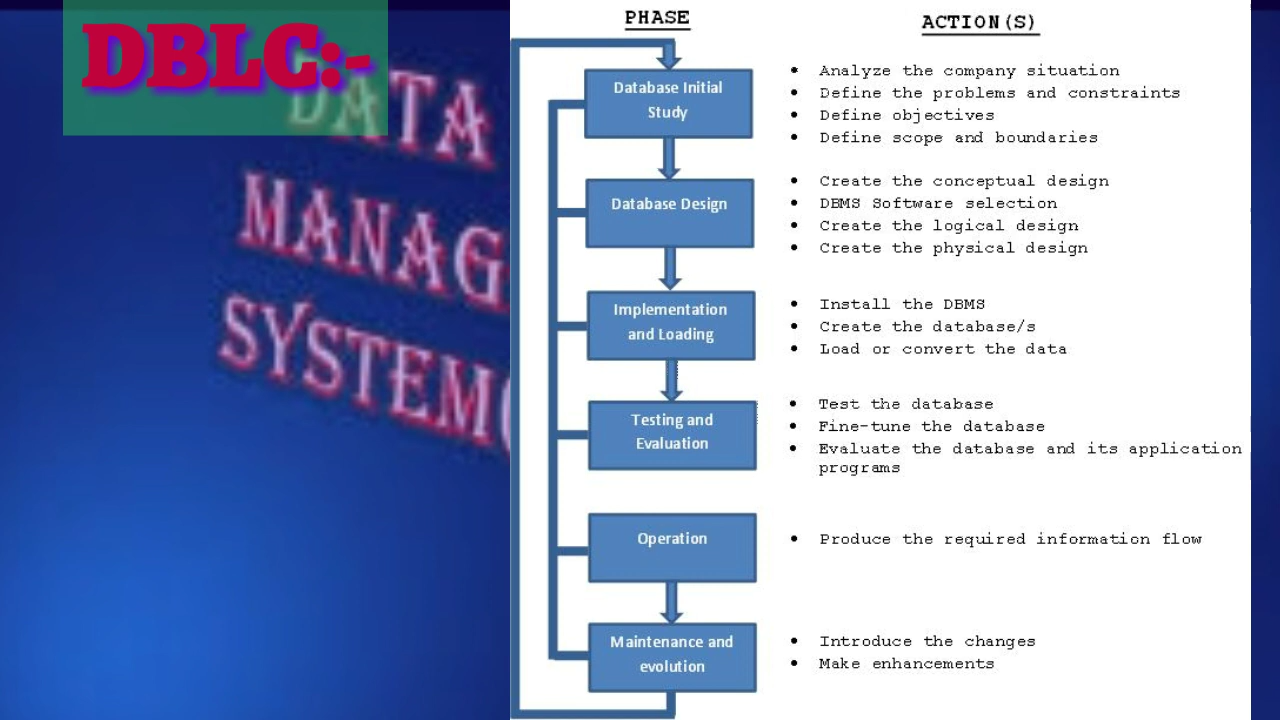 DBLC:-
DATA
MANAG
SYSTEM
PHASE
ACTION(S)
Database Initial
Study
• Analyze the company situation
• Define the problems and constraints
• Define objectives
• Define scope and boundaries
Database Design
• Create the conceptual design
• DBMS Software selection
• Create the logical design
• Create the physical design
Implementation
and Loading
• Install the DBMS
• Create the database/s
• Load or convert the data
Testing and
Evaluation
• Test the database
• Fine-tune the database
• Evaluate the database and its application
programs
Operation
• Produce the required information flow
Maintenance and
evolution
• Introduce the changes
• Make enhancements